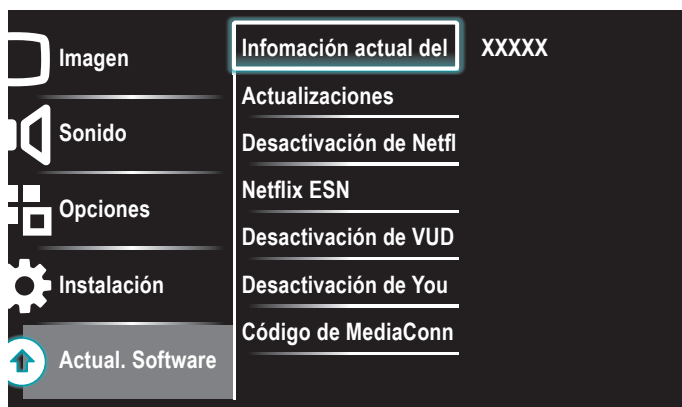 Imagen
Sonido
Opciones
Instalación
Actual. Software
Infomación actual del
XXXXX
Actualizaciones
Desactivación de Netfl
Netflix ESN
Desactivación de VUD
Desactivación de You
Código de MediaConn